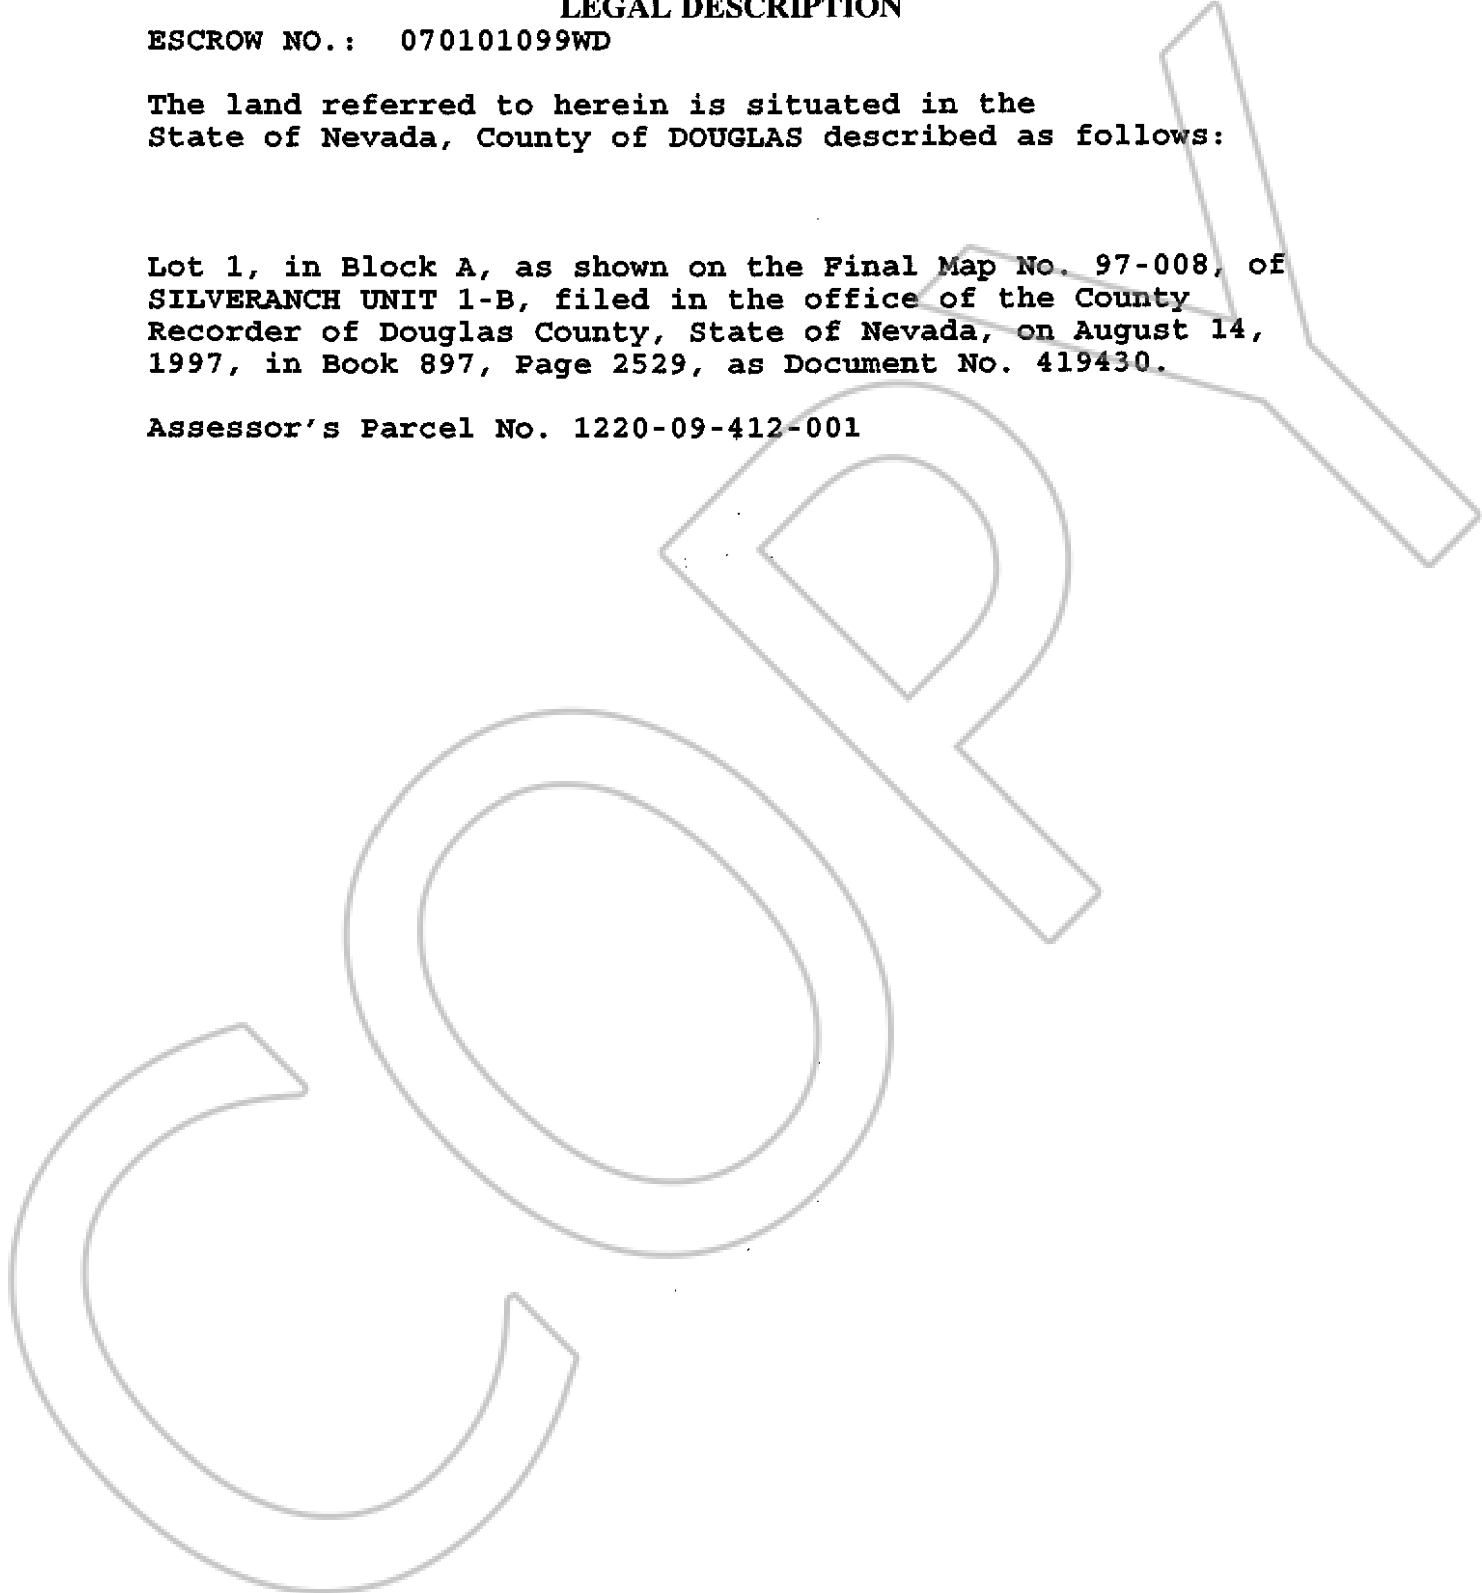 LEGAL DESCRIPTION
ESCROW NO.: 070101099WD
The land referred to herein is situated in the
State of Nevada, County of DOUGLAS described as follows:
Lot 1, in Block A, as shown on the Final Map No. 97-008, of
SILVERANCH UNIT 1-B, filed in the office of the County
Recorder of Douglas County, State of Nevada, on August 14,
1997, in Book 897, Page 2529, as Document No. 419430.
Assessor's Parcel No. 1220-09-412-001
COPY